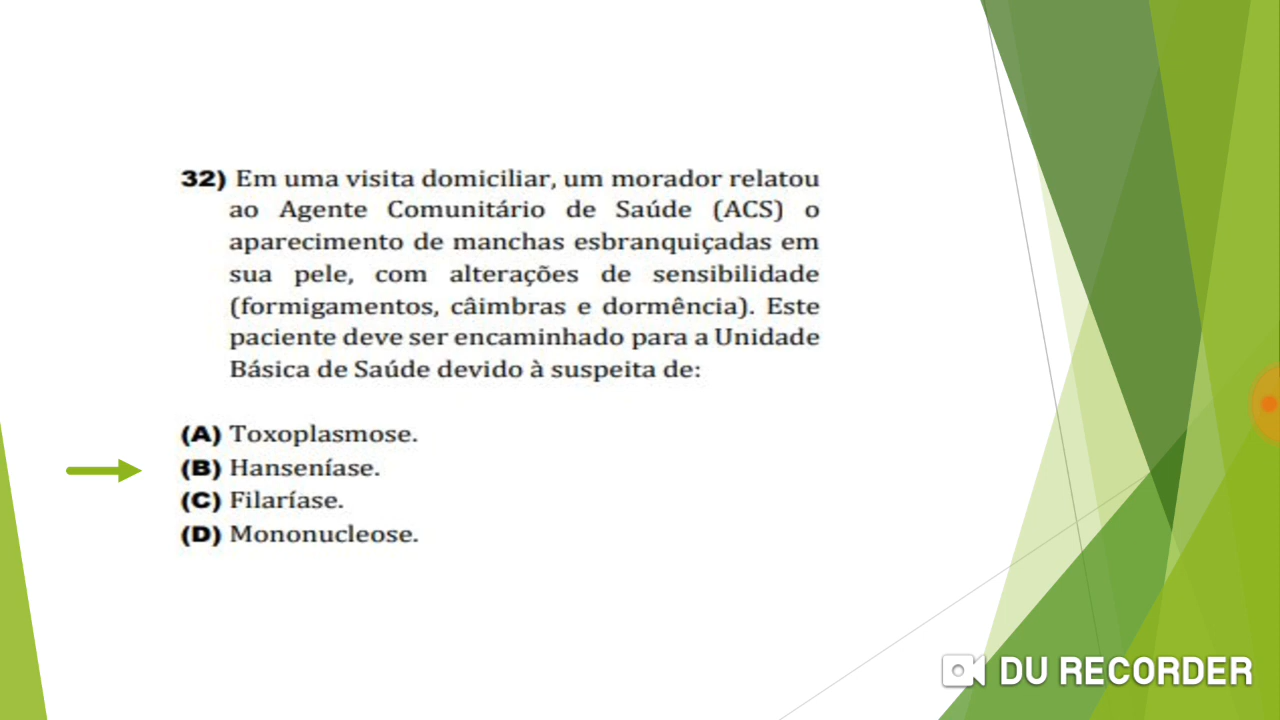 32) Em uma visita domiciliar, um morador relatou
ao Agente Comunitário de Saúde (ACS) o
aparecimento de manchas esbranquiçadas em
sua pele, com alterações de sensibilidade
(formigamentos, câimbras e dormência). Este
paciente deve ser encaminhado para a Unidade
Básica de Saúde devido à suspeita de:
(A) Toxoplasmose.
(B) Hanseníase.
(C) Filaríase.
(D) Mononucleose.
DU RECORDER